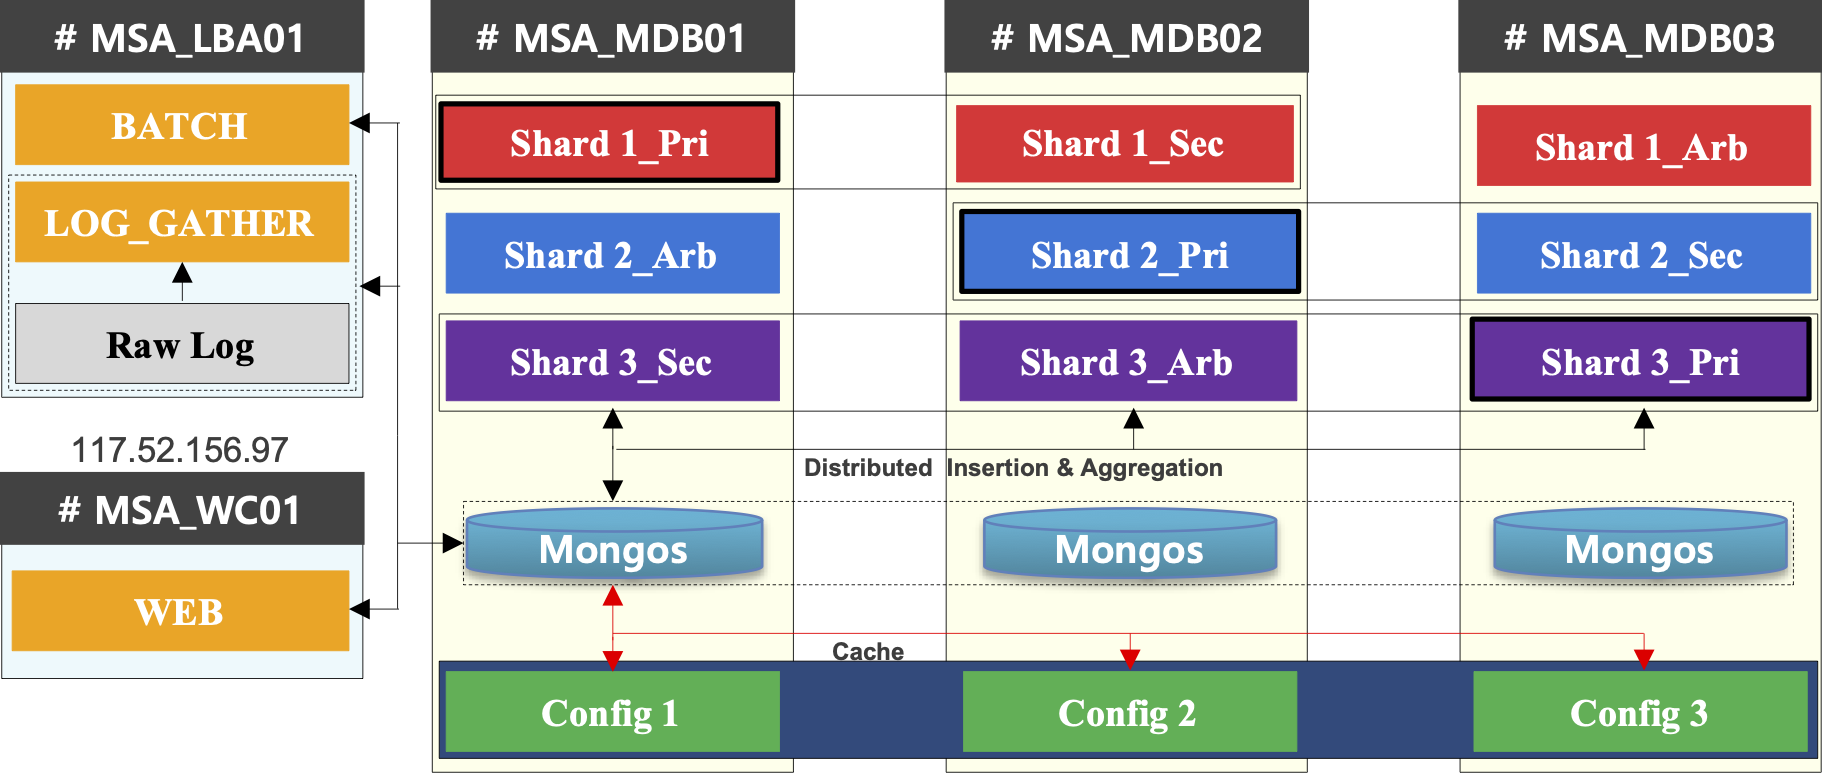 # MSA_LBA01
BATCH
LOG_GATHER
Raw Log
117.52.156.97
# MSA_WC01
WEB
# MSA_MDB01
# MSA_MDB02
# MSA_MDB03
Shard 1_Pri
Shard 1_Sec
Shard 1_Arb
Shard 2_Arb
Shard 2_Pri
Shard 2_Sec
Shard 3_Sec
Shard 3_Arb
Shard 3_Pri
Distributed Insertion & Aggregation
Mongos
Mongos
Mongos
Cache
Config 1
Config 2
Config 3